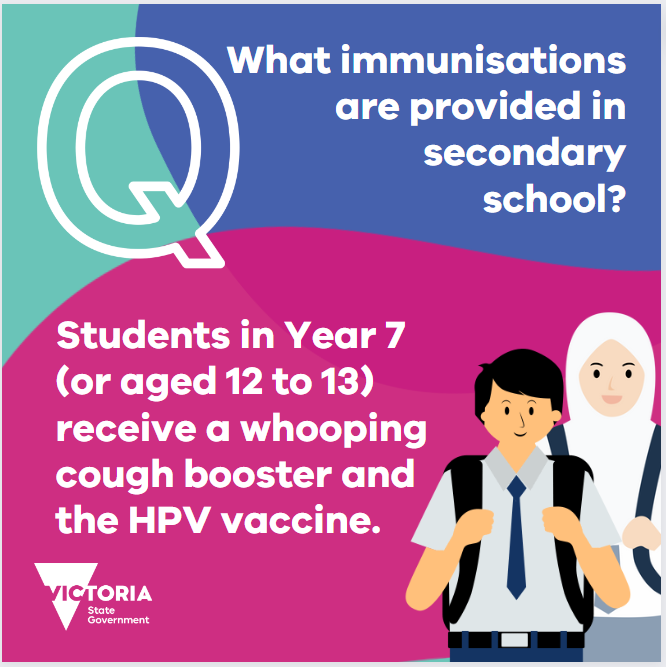 Q
What immunisations
are provided in
secondary
school?
Students in Year 7
(or aged 12 to 13)
receive a whooping
cough booster and
the HPV vaccine.
VICTORIA
State
Government